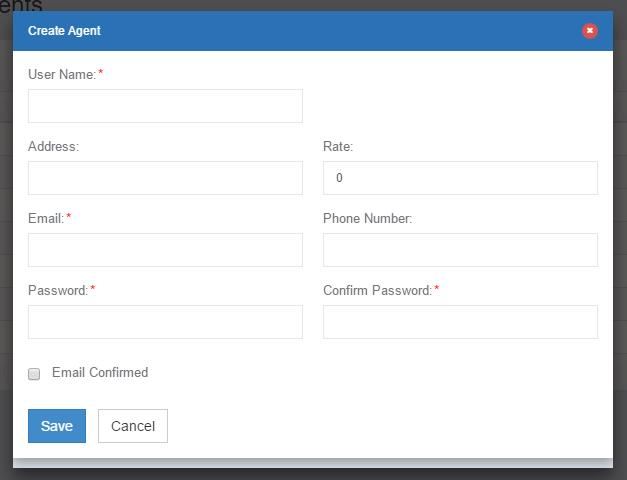 ents
Create Agent
User Name:*
Address:
Rate:
0
Email:*
Phone Number:
Password:*
Confirm Password:*
Email Confirmed
Save
Cancel